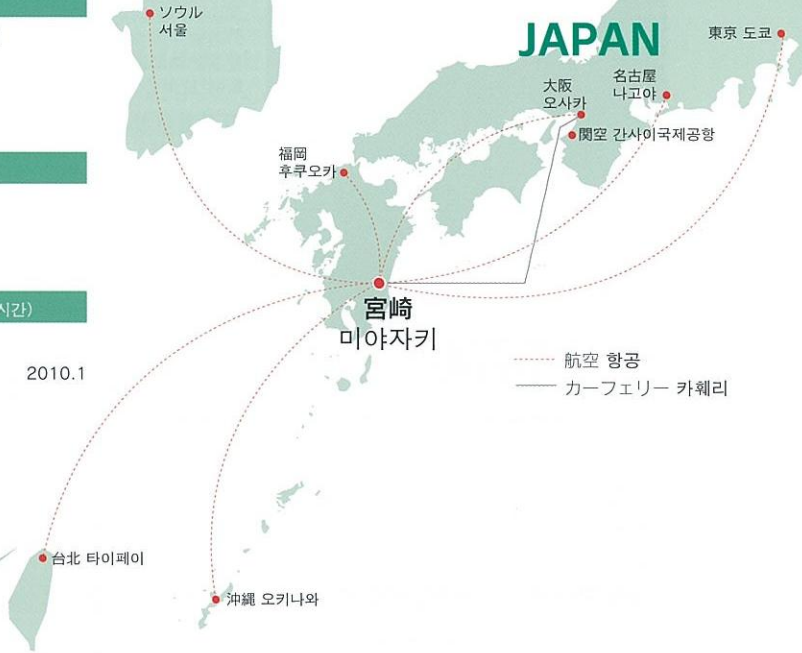 ソウル
서울
JAPAN
東京 도쿄
大阪
오사카
名古屋
나고야
関空 간사이국제공항
福岡
후쿠오카
宮崎
미야자키
시간)
2010.1
航空 항공
カーフェリー 카훼리
台北 타이페이
沖縄 오키나와